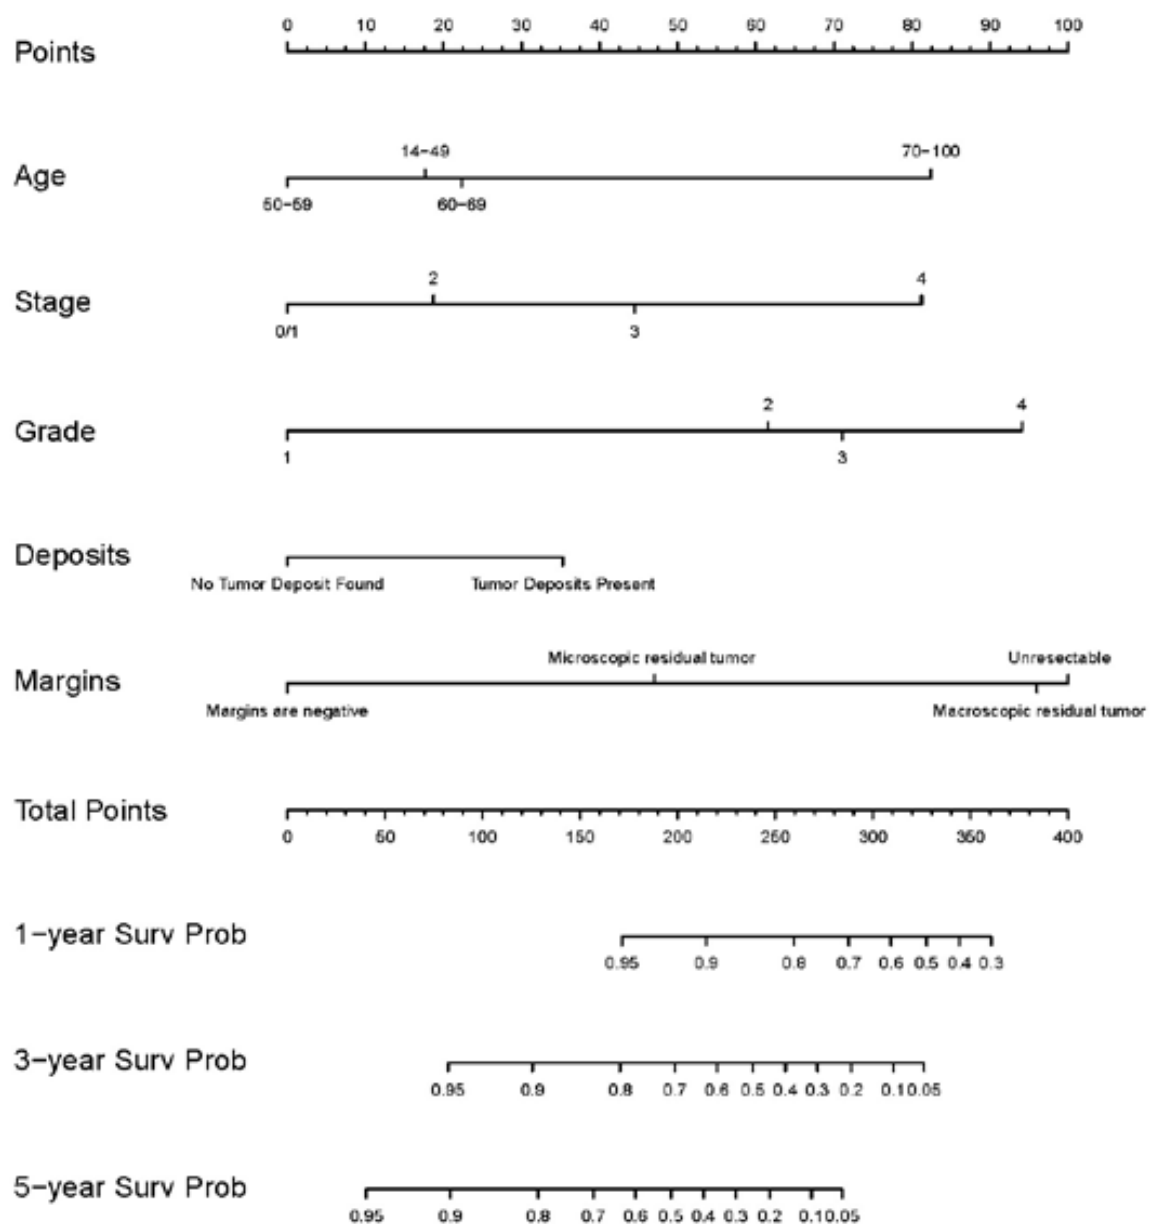 0 10 20 30 40 50 60 70 80 90 100
Points
14−49 70−100
Age
50−59 60−69
2 4
Stage
0/1 3
2 4
Grade
1 3
Deposits
No Tumor Deposit Found Tumor Deposits Present
Microscopic residual tumor Unresectable
Margins
Margins are negative Macroscopic residual tumor
Total Points
0 50 100 150 200 250 300 350 400
1−year Surv Prob
0.95 0.9 0.8 0.7 0.6 0.5 0.4 0.3
3−year Surv Prob
0.95 0.9 0.8 0.7 0.6 0.5 0.4 0.3 0.2 0.1 0.05
5−year Surv Prob
0.95 0.9 0.8 0.7 0.6 0.5 0.4 0.3 0.2 0.1 0.05